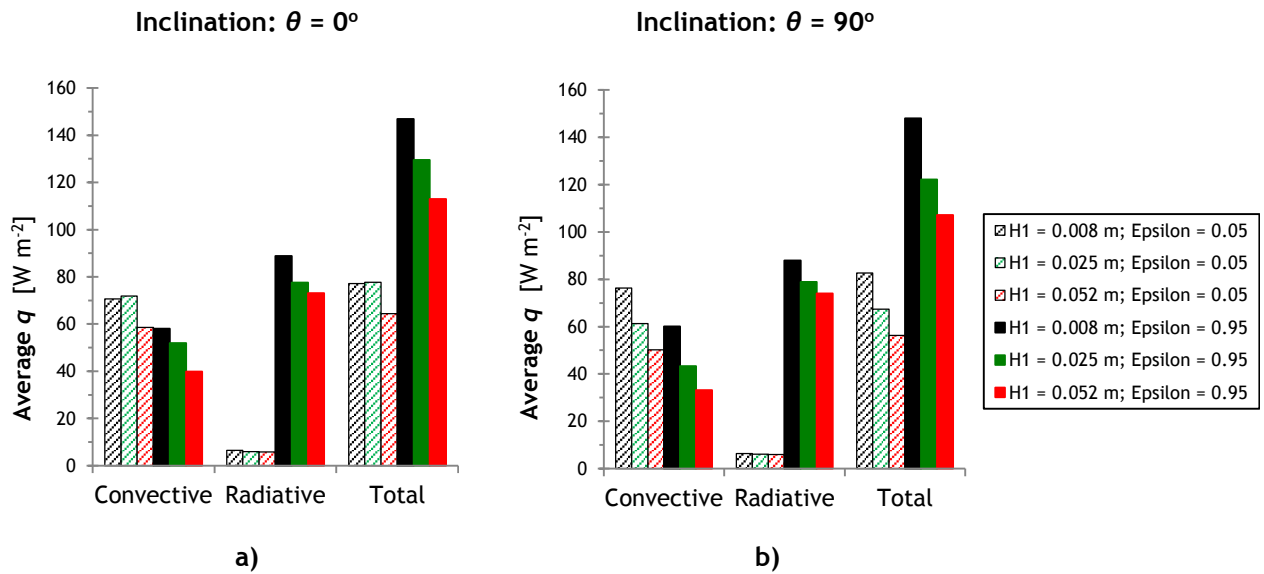 Inclination: θ = 0º
Inclination: θ = 90º
160
140
120
100
80
60
40
20
0
Average q [W m-2]
Convective
Radiative
Total
a)
160
140
120
100
80
60
40
20
0
Average q [W m-2]
Convective
Radiative
Total
b)
H1 = 0.008 m; Epsilon = 0.05
H1 = 0.025 m; Epsilon = 0.05
H1 = 0.052 m; Epsilon = 0.05
H1 = 0.008 m; Epsilon = 0.95
H1 = 0.025 m; Epsilon = 0.95
H1 = 0.052 m; Epsilon = 0.95